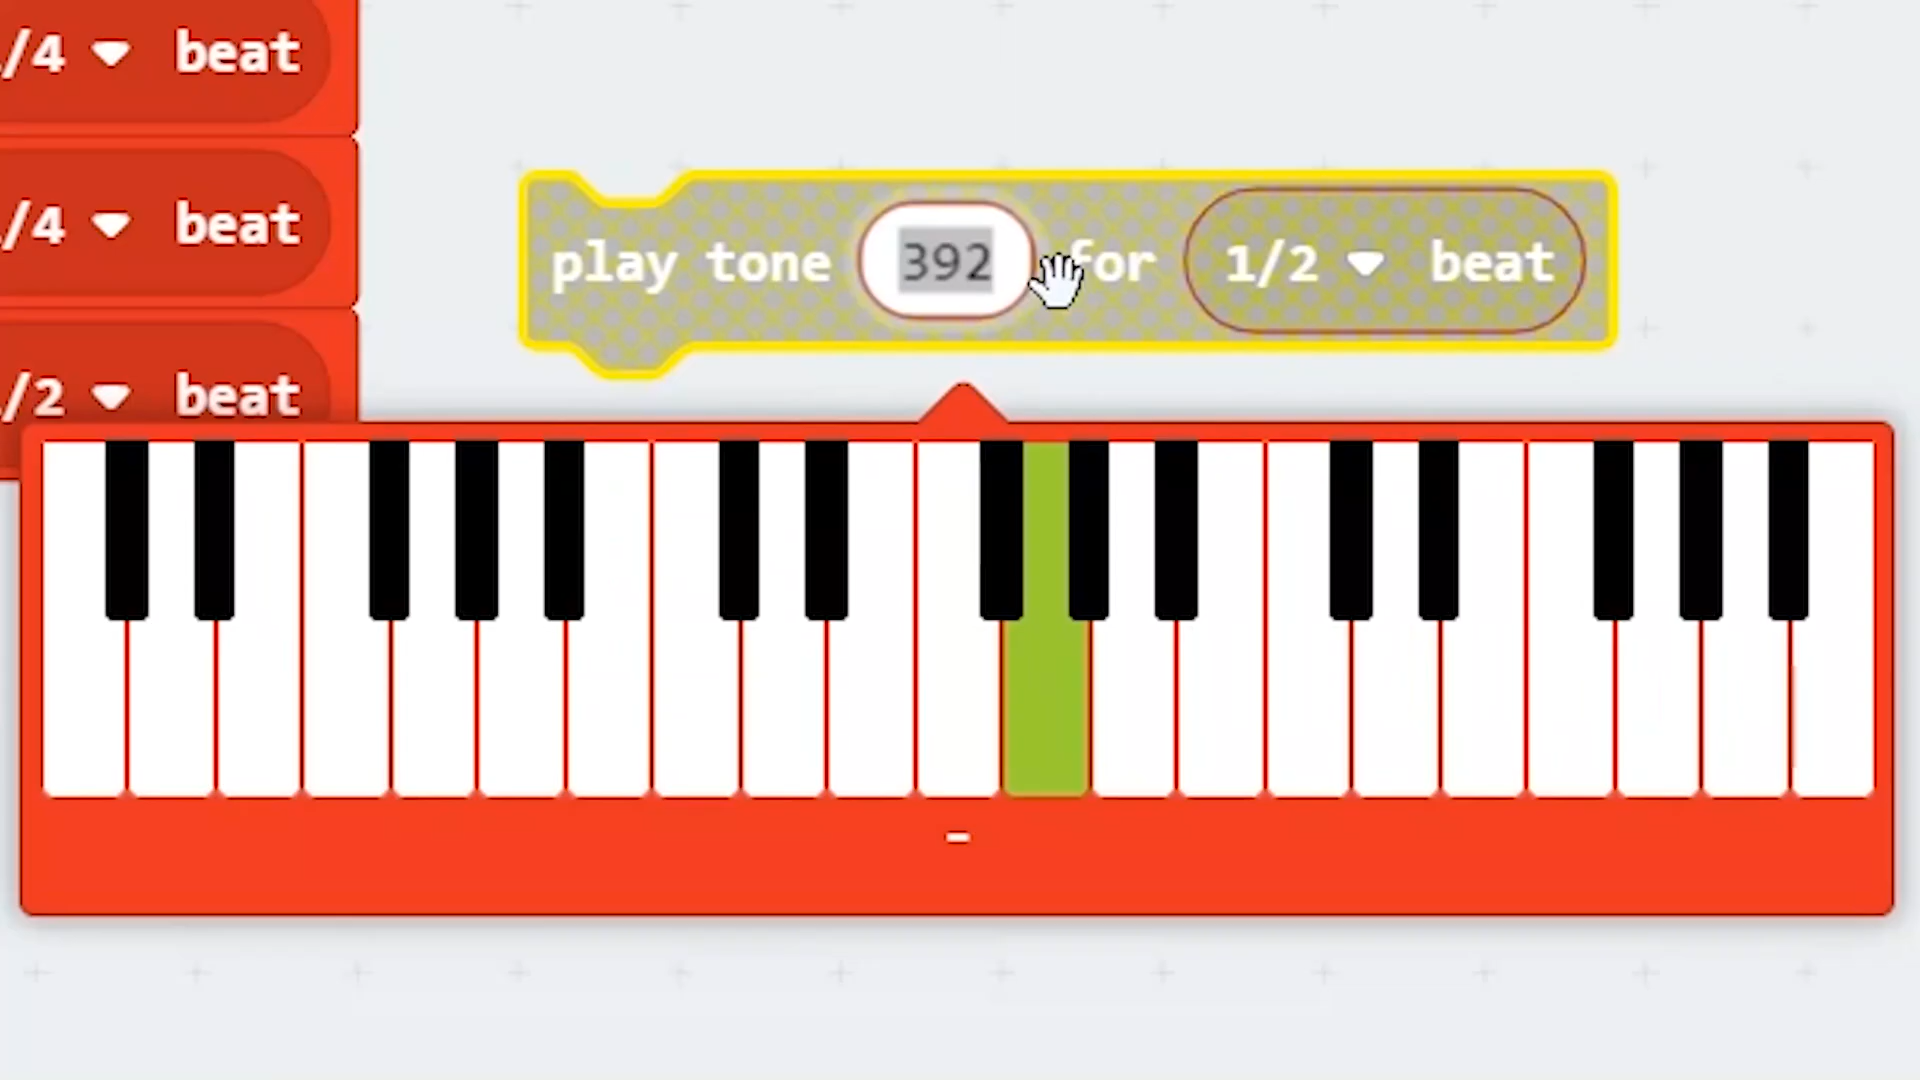 /4 beat
/4 beat
play tone 392 for 1/2 beat
/2 beat
-